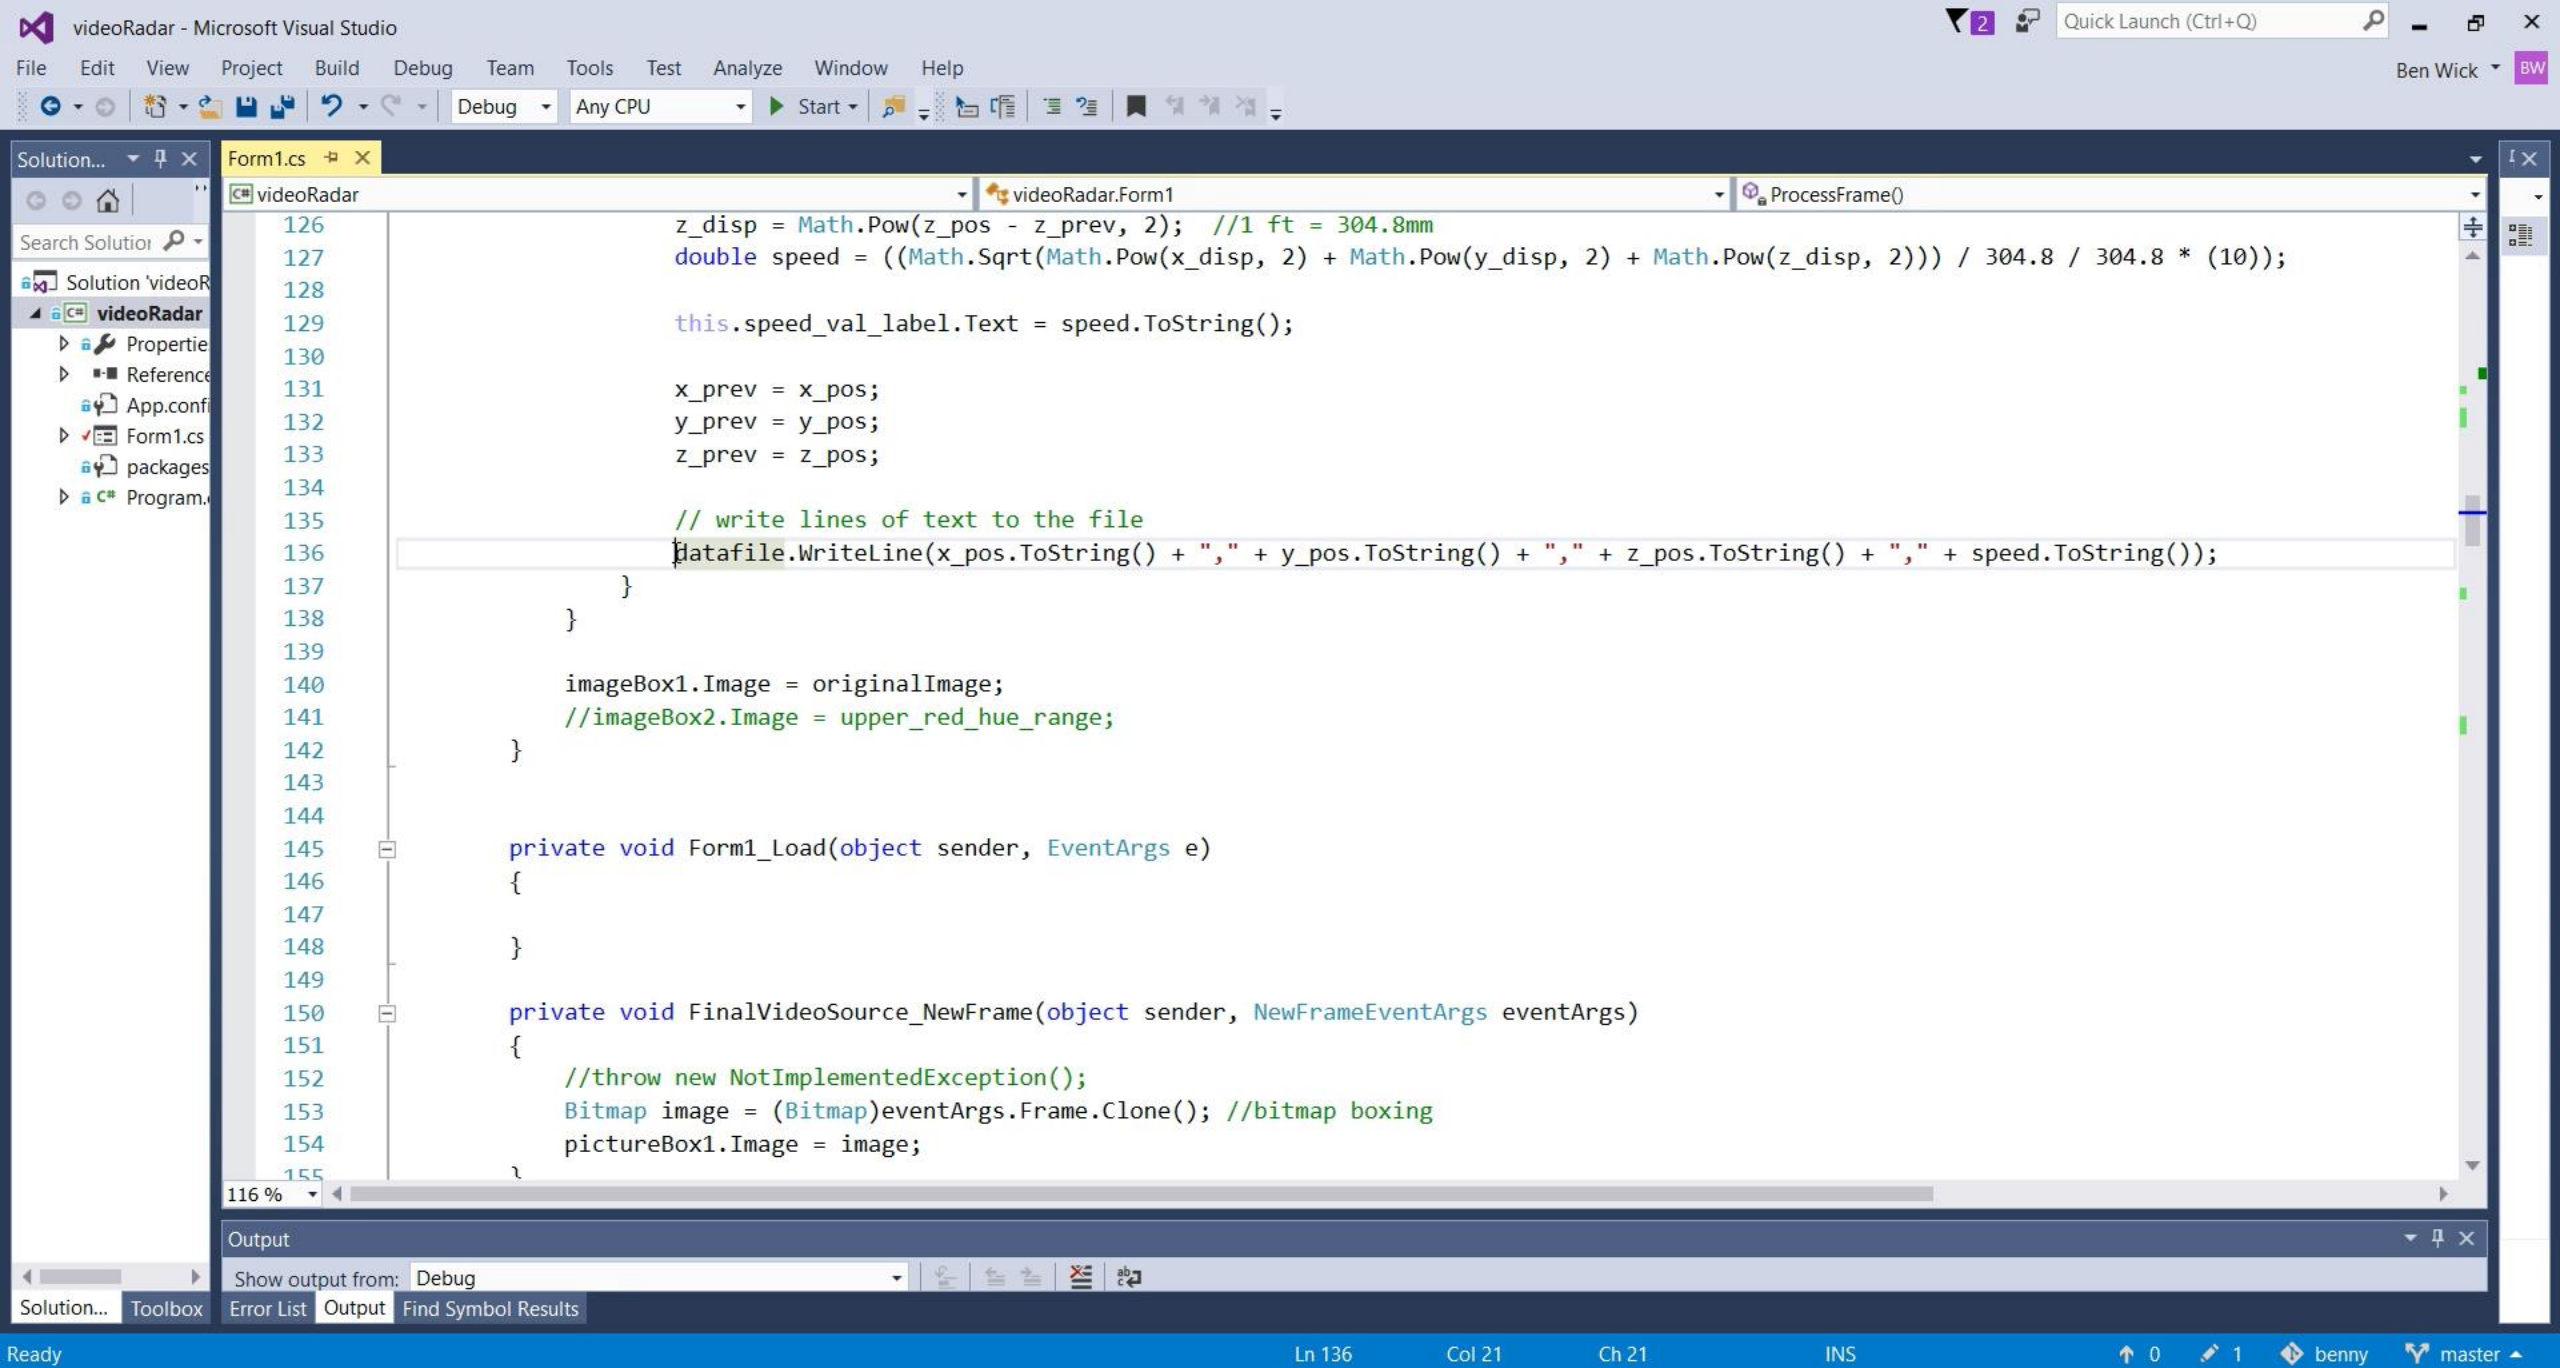 videoRadar - Microsoft Visual Studio
2
Quick Launch (Ctrl+Q)
File Edit View Project Build Debug Team Tools Test Analyze Window Help
Ben Wick BW
Debug Any CPU Start
Solution...
Form1.cs
videoRadar videoRadar.Form1 ProcessFrame()
Search Solution
Solution 'videoR
videoRadar
Propertie
Reference
App.confi
Form1.cs
packages
Program.
126 z_disp = Math.Pow(z_pos - z_prev, 2); //1 ft = 304.8mm
127 double speed = ((Math.Sqrt(Math.Pow(x_disp, 2) + Math.Pow(y_disp, 2) + Math.Pow(z_disp, 2))) / 304.8 / 304.8 * (10));
128
129 this.speed_val_label.Text = speed.ToString();
130
131 x_prev = x_pos;
132 y_prev = y_pos;
133 z_prev = z_pos;
134
135 // write lines of text to the file
136 datafile.WriteLine(x_pos.ToString() + "," + y_pos.ToString() + "," + z_pos.ToString() + "," + speed.ToString());
137 }
138 }
139
140 imageBox1.Image = originalImage;
141 //imageBox2.Image = upper_red_hue_range;
142 }
143
144
145 private void Form1_Load(object sender, EventArgs e)
146 {
147
148 }
149
150 private void FinalVideoSource_NewFrame(object sender, NewFrameEventArgs eventArgs)
151 {
152 //throw new NotImplementedException();
153 Bitmap image = (Bitmap)eventArgs.Frame.Clone(); //bitmap boxing
154 pictureBox1.Image = image;
155 }
116 %
Output
Show output from: Debug
Solution... Toolbox Error List Output Find Symbol Results
Ready Ln 136 Col 21 Ch 21 INS 0 1 benny master